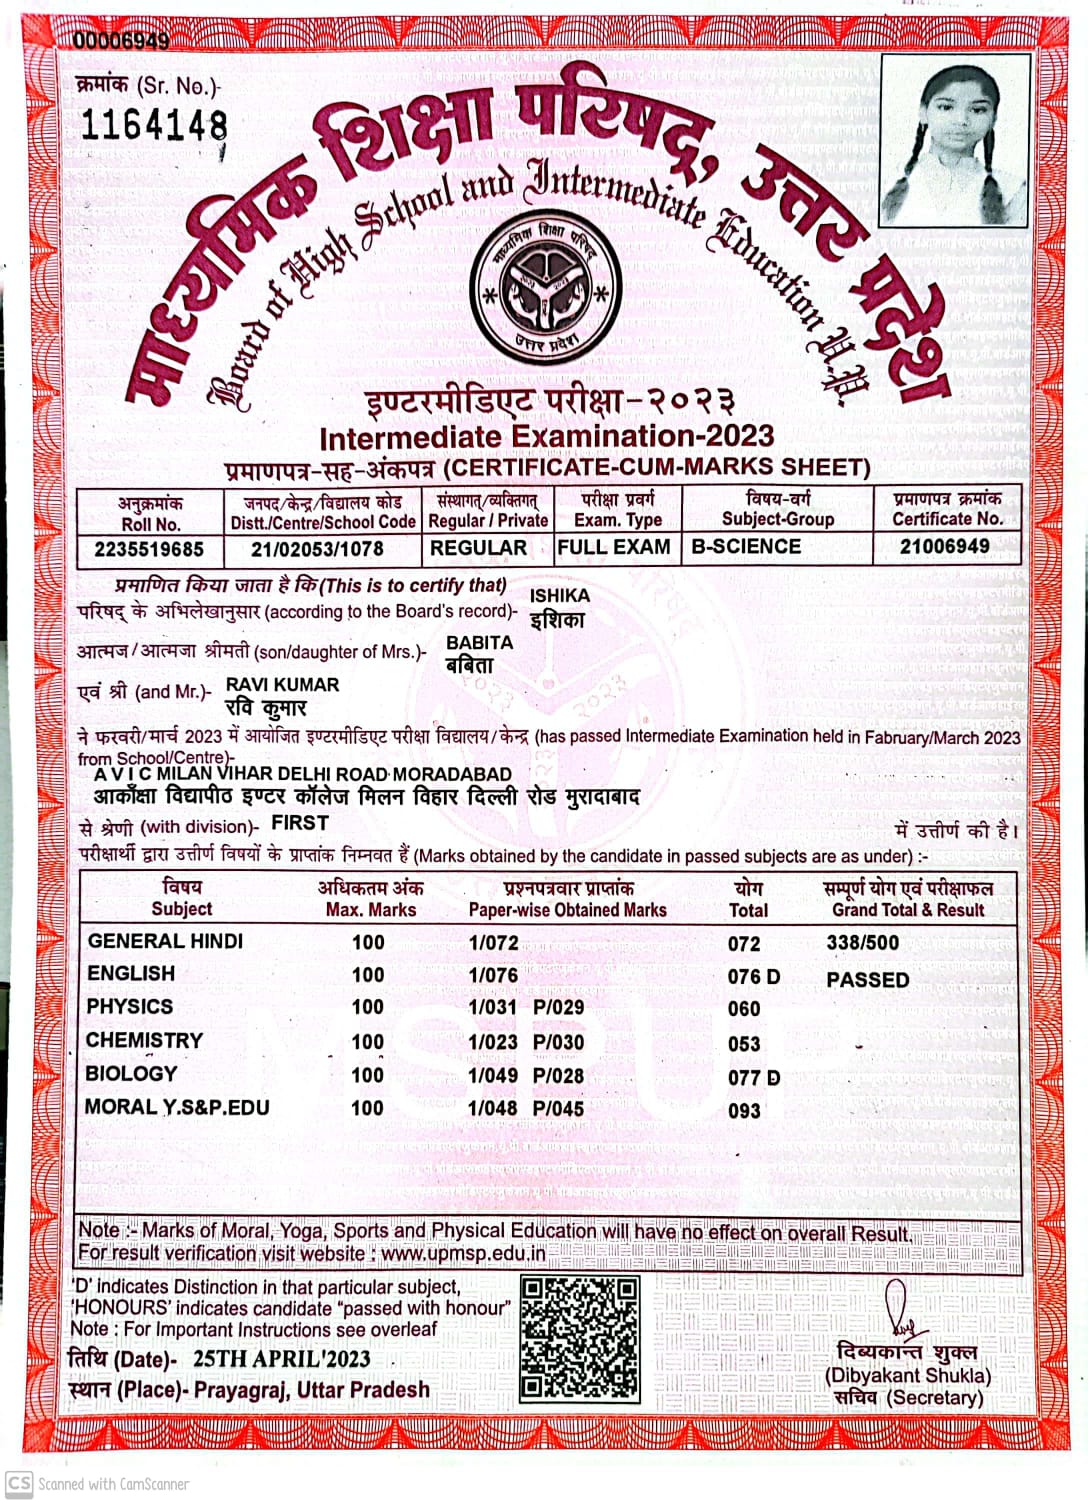 00006949
क्रमांक (Sr. No.)-
1164148
माध्यमिक शिक्षा परिषद्, उत्तर प्रदेश
Board of High School and Intermediate Education U.P.
माध्यमिक शिक्षा परिषद्
उत्तर प्रदेश
इण्टरमीडिएट परीक्षा-२०२३
Intermediate Examination-2023
प्रमाणपत्र-सह-अंकपत्र (CERTIFICATE-CUM-MARKS SHEET)
अनुक्रमांक जनपद/केन्द्र/विद्यालय कोड संस्थागत्/व्यक्तिगत् परीक्षा प्रवर्ग विषय-वर्ग प्रमाणपत्र क्रमांक
Roll No. Distt./Centre/School Code Regular / Private Exam. Type Subject-Group Certificate No.
2235519685 21/02053/1078 REGULAR FULL EXAM B-SCIENCE 21006949
प्रमाणित किया जाता है कि (This is to certify that) ISHIKA
परिषद् के अभिलेखानुसार (according to the Board's record)- इशिका
आत्मज/आत्मजा श्रीमती (son/daughter of Mrs.)- BABITA
बबिता
एवं श्री (and Mr.)- RAVI KUMAR
रवि कुमार
ने फरवरी/मार्च 2023 में आयोजित इण्टरमीडिएट परीक्षा विद्यालय/केन्द्र (has passed Intermediate Examination held in Fabruary/March 2023
from School/Centre)-
A V I C MILAN VIHAR DELHI ROAD MORADABAD
आकाँक्षा विद्यापीठ इण्टर कॉलेज मिलन विहार दिल्ली रोड मुरादाबाद
से श्रेणी (with division)- FIRST में उत्तीर्ण की है।
परीक्षार्थी द्वारा उत्तीर्ण विषयों के प्राप्तांक निम्नवत हैं (Marks obtained by the candidate in passed subjects are as under) :-
विषय अधिकतम अंक प्रश्नपत्रवार प्राप्तांक योग सम्पूर्ण योग एवं परीक्षाफल
Subject Max. Marks Paper-wise Obtained Marks Total Grand Total & Result
GENERAL HINDI 100 1/072 072 338/500
ENGLISH 100 1/076 076 D PASSED
PHYSICS 100 1/031 P/029 060
CHEMISTRY 100 1/023 P/030 053
BIOLOGY 100 1/049 P/028 077 D
MORAL Y.S&P.EDU 100 1/048 P/045 093
Note :- Marks of Moral, Yoga, Sports and Physical Education will have no effect on overall Result.
For result verification visit website : www.upmsp.edu.in
'D' indicates Distinction in that particular subject,
'HONOURS' indicates candidate "passed with honour"
Note : For Important Instructions see overleaf
तिथि (Date)- 25TH APRIL'2023
स्थान (Place)- Prayagraj, Uttar Pradesh
दिब्यकान्त शुक्ल
(Dibyakant Shukla)
सचिव (Secretary)
CS Scanned with CamScanner